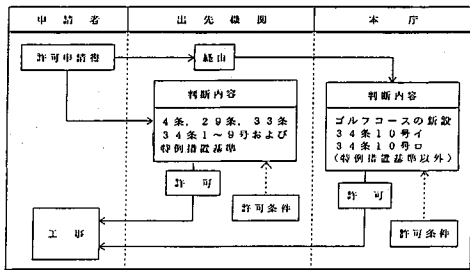 申請者
出先機関
本庁
許可申請
経由
判断内容
4条，29条，33条
34条1～9号および
特例措置基準
許可
許可条件
判断内容
ゴルフコースの新設
34条10号イ
34条10号ロ
(特例措置基準以外)
許可
許可条件